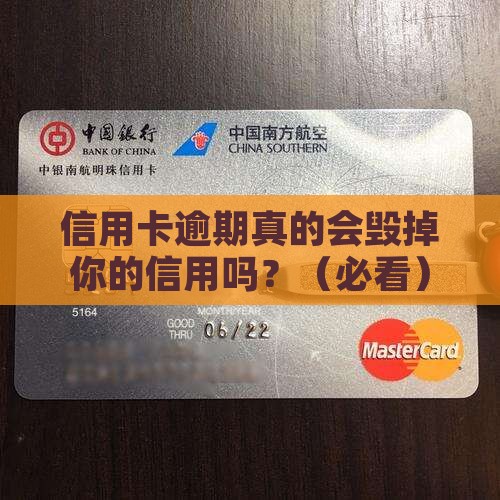 中国银行
BANK OF CHINA
中国南方航空
CHINA SOUTHERN
中银南航明珠信用卡
信用卡逾期真的会毁掉
你的信用吗？（必看）
5164
MONTH/YEAR
GOOD
THRU
06/22
MasterCard